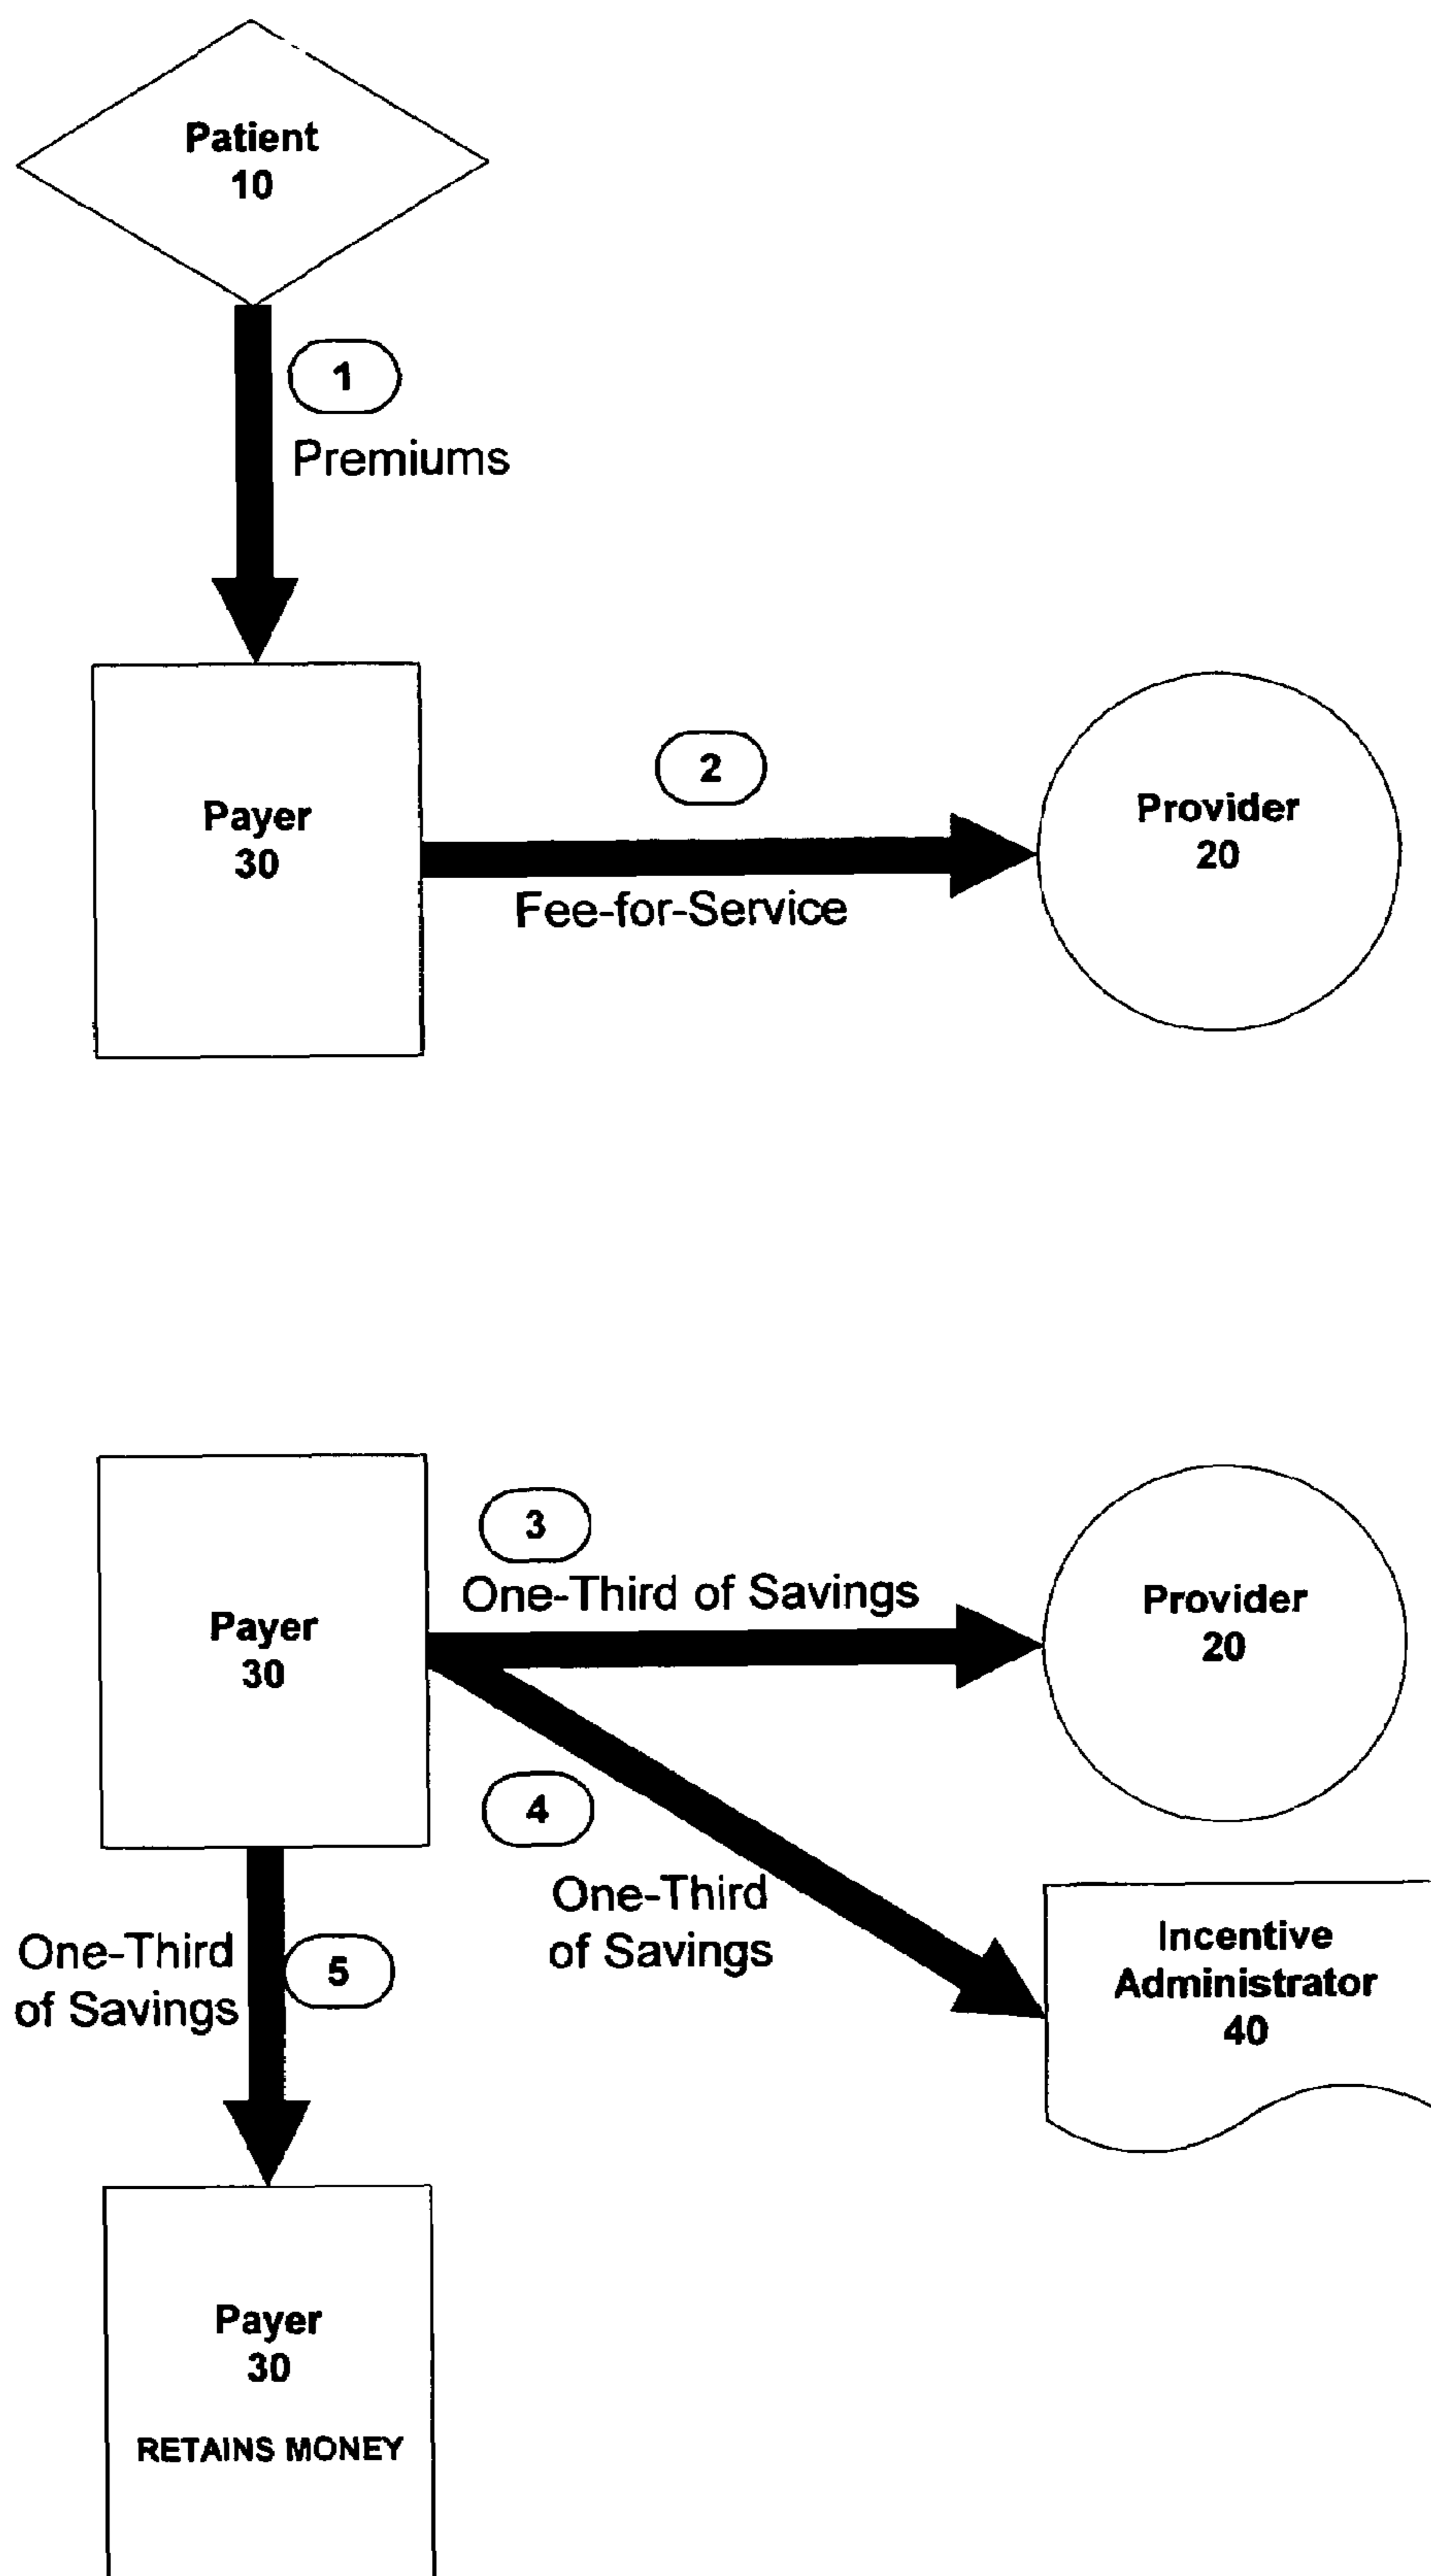 Patient
10
1
Premiums
Payer
30
2
Fee-for-Service
Provider
20
Payer
30
3
One-Third of Savings
Provider
20
4
One-Third
of Savings
Incentive
Administrator
40
One-Third
of Savings
5
Payer
30
RETAINS MONEY